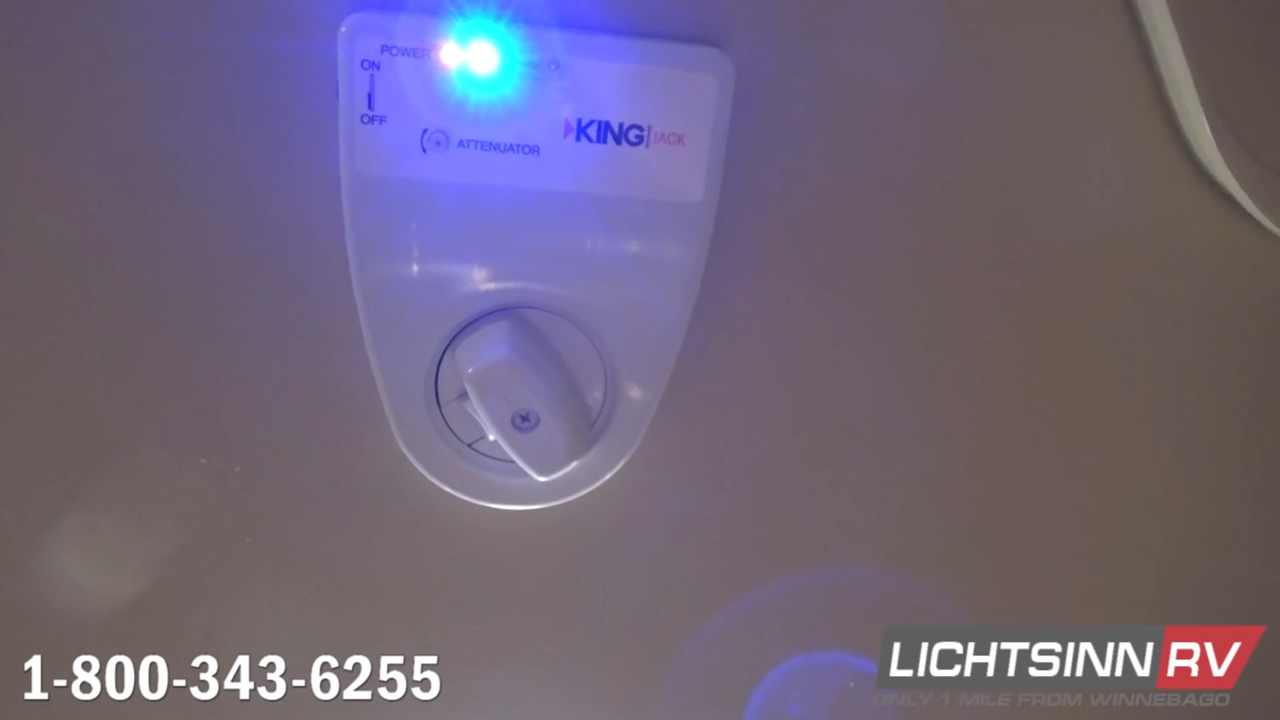 POWER
ON
OFF
ATTENUATOR
KING JACK
1-800-343-6255
LICHTSINN RV
ONLY 1 MILE FROM WINNEBAGO